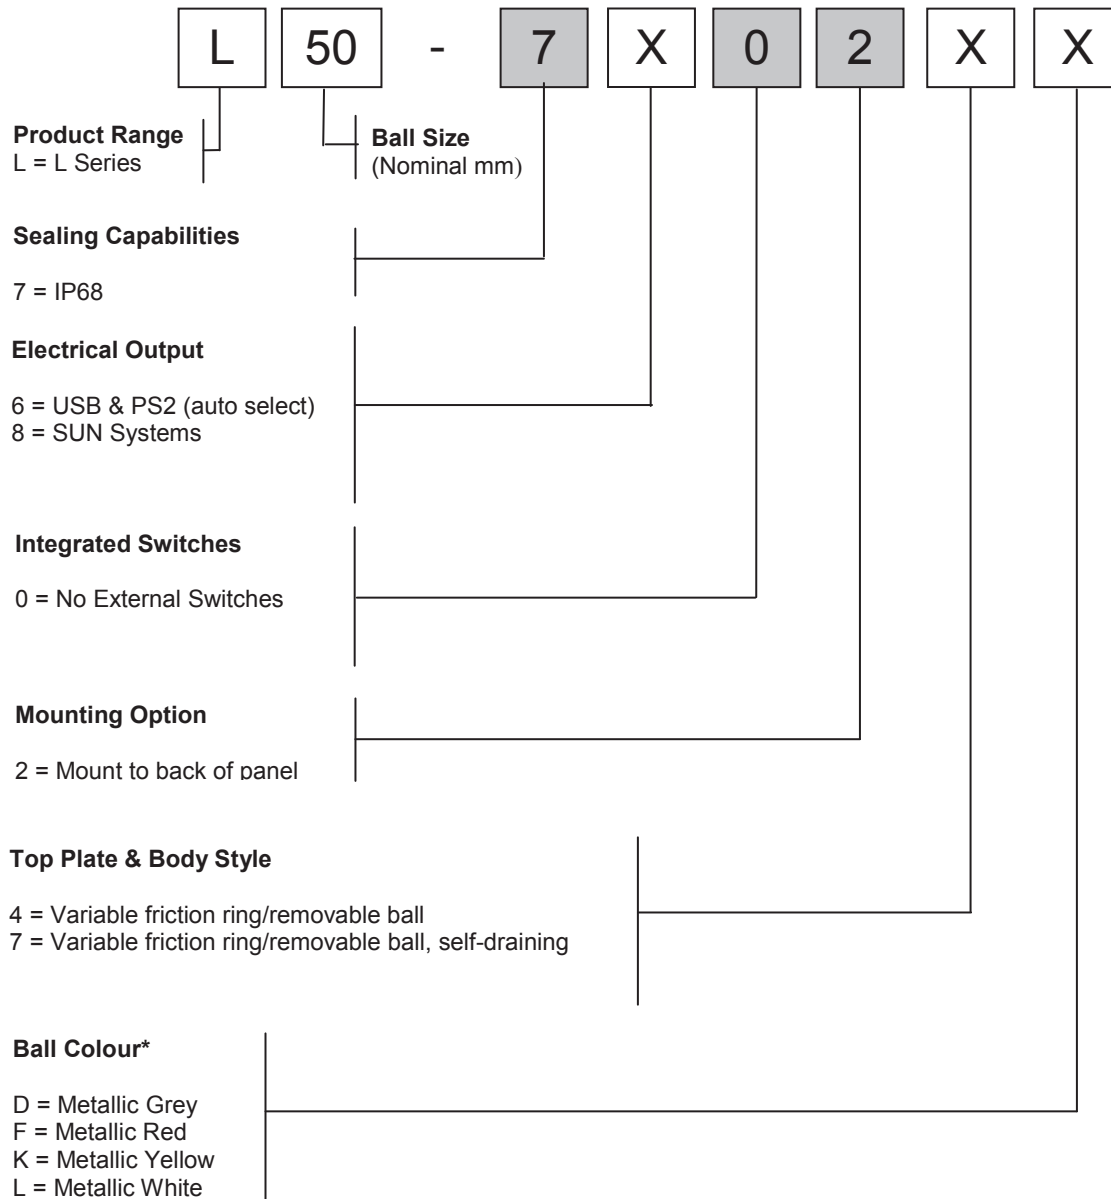 L 50 - 7 X 0 2 X X
Product Range
L = L Series
Ball Size
(Nominal mm)
Sealing Capabilities
7 = IP68
Electrical Output
6 = USB & PS2 (auto select)
8 = SUN Systems
Integrated Switches
0 = No External Switches
Mounting Option
2 = Mount to back of panel
Top Plate & Body Style
4 = Variable friction ring/removable ball
7 = Variable friction ring/removable ball, self-draining
Ball Colour*
D = Metallic Grey
F = Metallic Red
K = Metallic Yellow
L = Metallic White